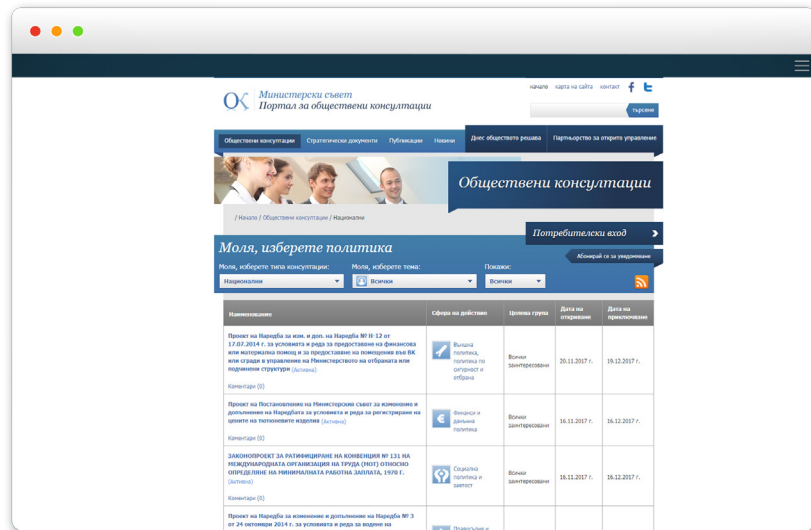 начало карта на сайта контакт
Министерски съвет
Портал за обществени консултации
търсене
Обществени консултации Стратегически документи Публикации Новини Днес обществото решава Партньорство за открито управление
Обществени консултации
/ Начало / Обществени консултации / Национални
Потребителски вход
Моля, изберете политика
Абонирай се за уведомяване
Моля, изберете типа консултации: Моля, изберете тема: Покажи:
Национални Всички Всички
Наименование Сфера на действие Целева група Дата на откриване Дата на приключване
Проект на Наредба за изм. и доп. на Наредба № Н-12 от
17.07.2014 г. за условията и реда за предоставяне на финансова
или материална помощ и за предоставяне на помещения във ВК
или сгради в управление на Министерството на отбраната или
подчинени структури (Активна)
Коментари (0)
Външна
политика,
политика по
сигурност и
отбрана
Всички
заинтересовани
20.11.2017 г. 19.12.2017 г.
Проект на Постановление на Министерския съвет за изменение и
допълнение на Наредбата за условията и реда за регистриране на
цените на тютюневите изделия (Активна)
Коментари (0)
Финанси и
данъчна
политика
Всички
заинтересовани
16.11.2017 г. 16.12.2017 г.
ЗАКОНОПРОЕКТ ЗА РАТИФИЦИРАНЕ НА КОНВЕНЦИЯ № 131 НА
МЕЖДУНАРОДНАТА ОРГАНИЗАЦИЯ НА ТРУДА (МОТ) ОТНОСНО
ОПРЕДЕЛЯНЕ НА МИНИМАЛНАТА РАБОТНА ЗАПЛАТА, 1970 Г.
(Активна)
Коментари (0)
Социална
политика и
заетост
Всички
заинтересовани
16.11.2017 г. 16.12.2017 г.
Проект на Наредба за изменение и допълнение на Наредба № 3
от 24 октомври 2014 г. за условията и реда за водене на
Правосъдие и